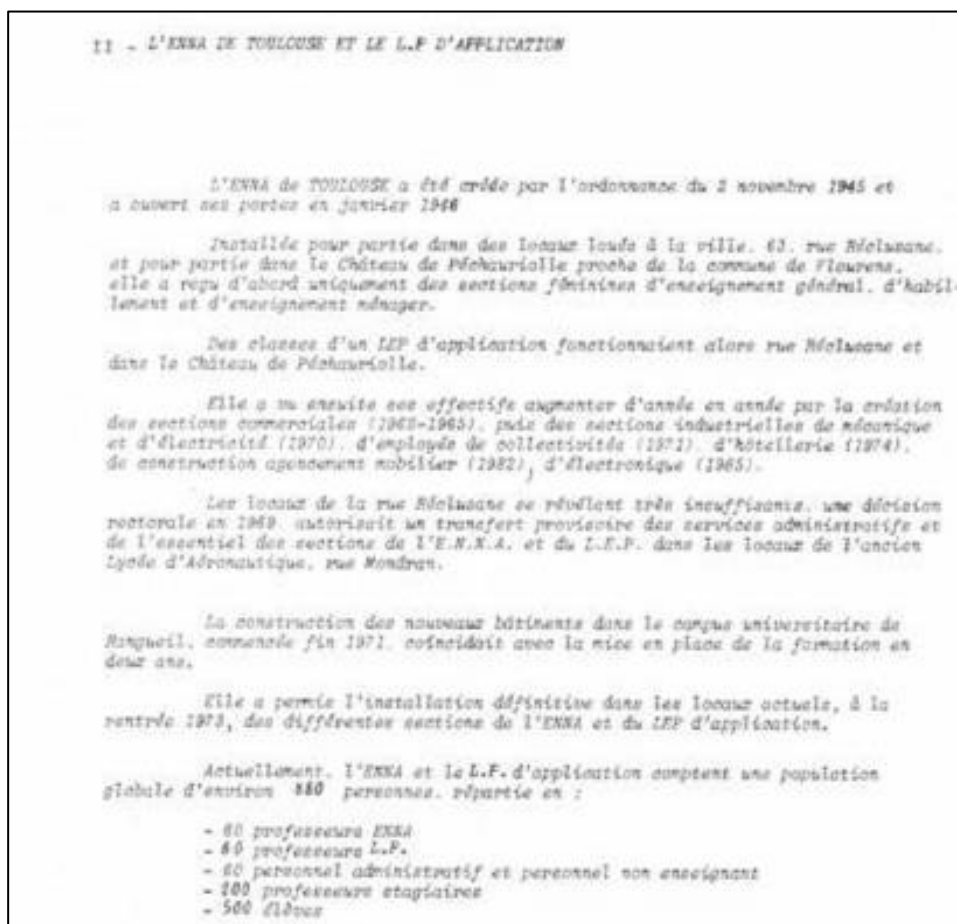 II - L'ENNA DE TOULOUSE ET LE L.P D'APPLICATION
L'ENNA de TOULOUSE a été créée par l'ordonnance du 2 novembre 1945 et
a ouvert ses portes en janvier 1946
Installée pour partie dans des locaux loués à la ville, 63, rue Réclusane,
et pour partie dans le Château de Péchauriolle proche de la commune de Flourens,
elle a reçu d'abord uniquement des sections féminines d'enseignement général, d'habil-
lement et d'enseignement ménager.
Des classes d'un LEP d'application fonctionnaient alors rue Réclusane et
dans le Château de Péchauriolle.
Elle a vu ensuite ses effectifs augmenter d'année en année par la création
des sections commerciales, puis des sections industrielles de mécanique
et d'électricité (1970), d'employés de collectivités (1971), d'hôtellerie (1974),
de construction agencement mobilier (1982), d'électronique (1985).
Les locaux de la rue Réclusane se révélant très insuffisants, une décision
rectorale en 1969, autorisait un transfert provisoire des services administratifs et
de l'essentiel des sections de l'E.N.N.A. et du L.E.P. dans les locaux de l'ancien
Lycée d'Aéronautique, rue Mondran.
La construction des nouveaux bâtiments dans le campus universitaire de
Rangueil, commencée fin 1971, coïncidait avec la mise en place de la formation en
deux ans.
Elle a permis l'installation définitive dans les locaux actuels, à la
rentrée 1973, des différentes sections de l'ENNA et du LEP d'application.
Actuellement, l'ENNA et le L.P. d'application comptent une population
globale d'environ personnes, répartie en :
- professeurs ENNA
- professeurs L.P.
- 60 personnel administratif et personnel non enseignant
- professeurs stagiaires
- 500 élèves